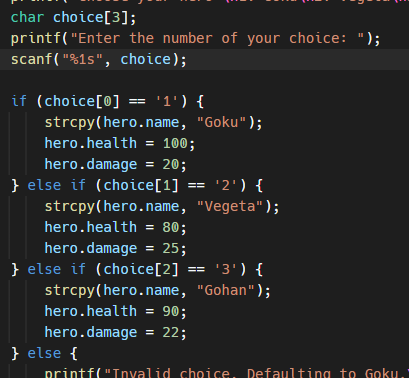 char choice[3];
printf("Enter the number of your choice: ");
scanf("%1s", choice);
if (choice[0] == '1') {
strcpy(hero.name, "Goku");
hero.health = 100;
hero.damage = 20;
} else if (choice[1] == '2') {
strcpy(hero.name, "Vegeta");
hero.health = 80;
hero.damage = 25;
} else if (choice[2] == '3') {
strcpy(hero.name, "Gohan");
hero.health = 90;
hero.damage = 22;
} else {
printf("Invalid choice. Defaulting to Goku.